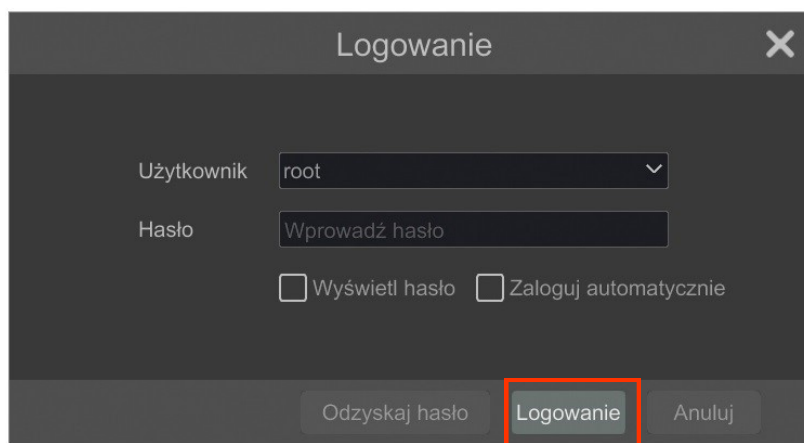 Logowanie
Użytkownik root
Hasło Wprowadź hasło
Wyświetl hasło Zaloguj automatycznie
Odzyskaj hasło Logowanie Anuluj